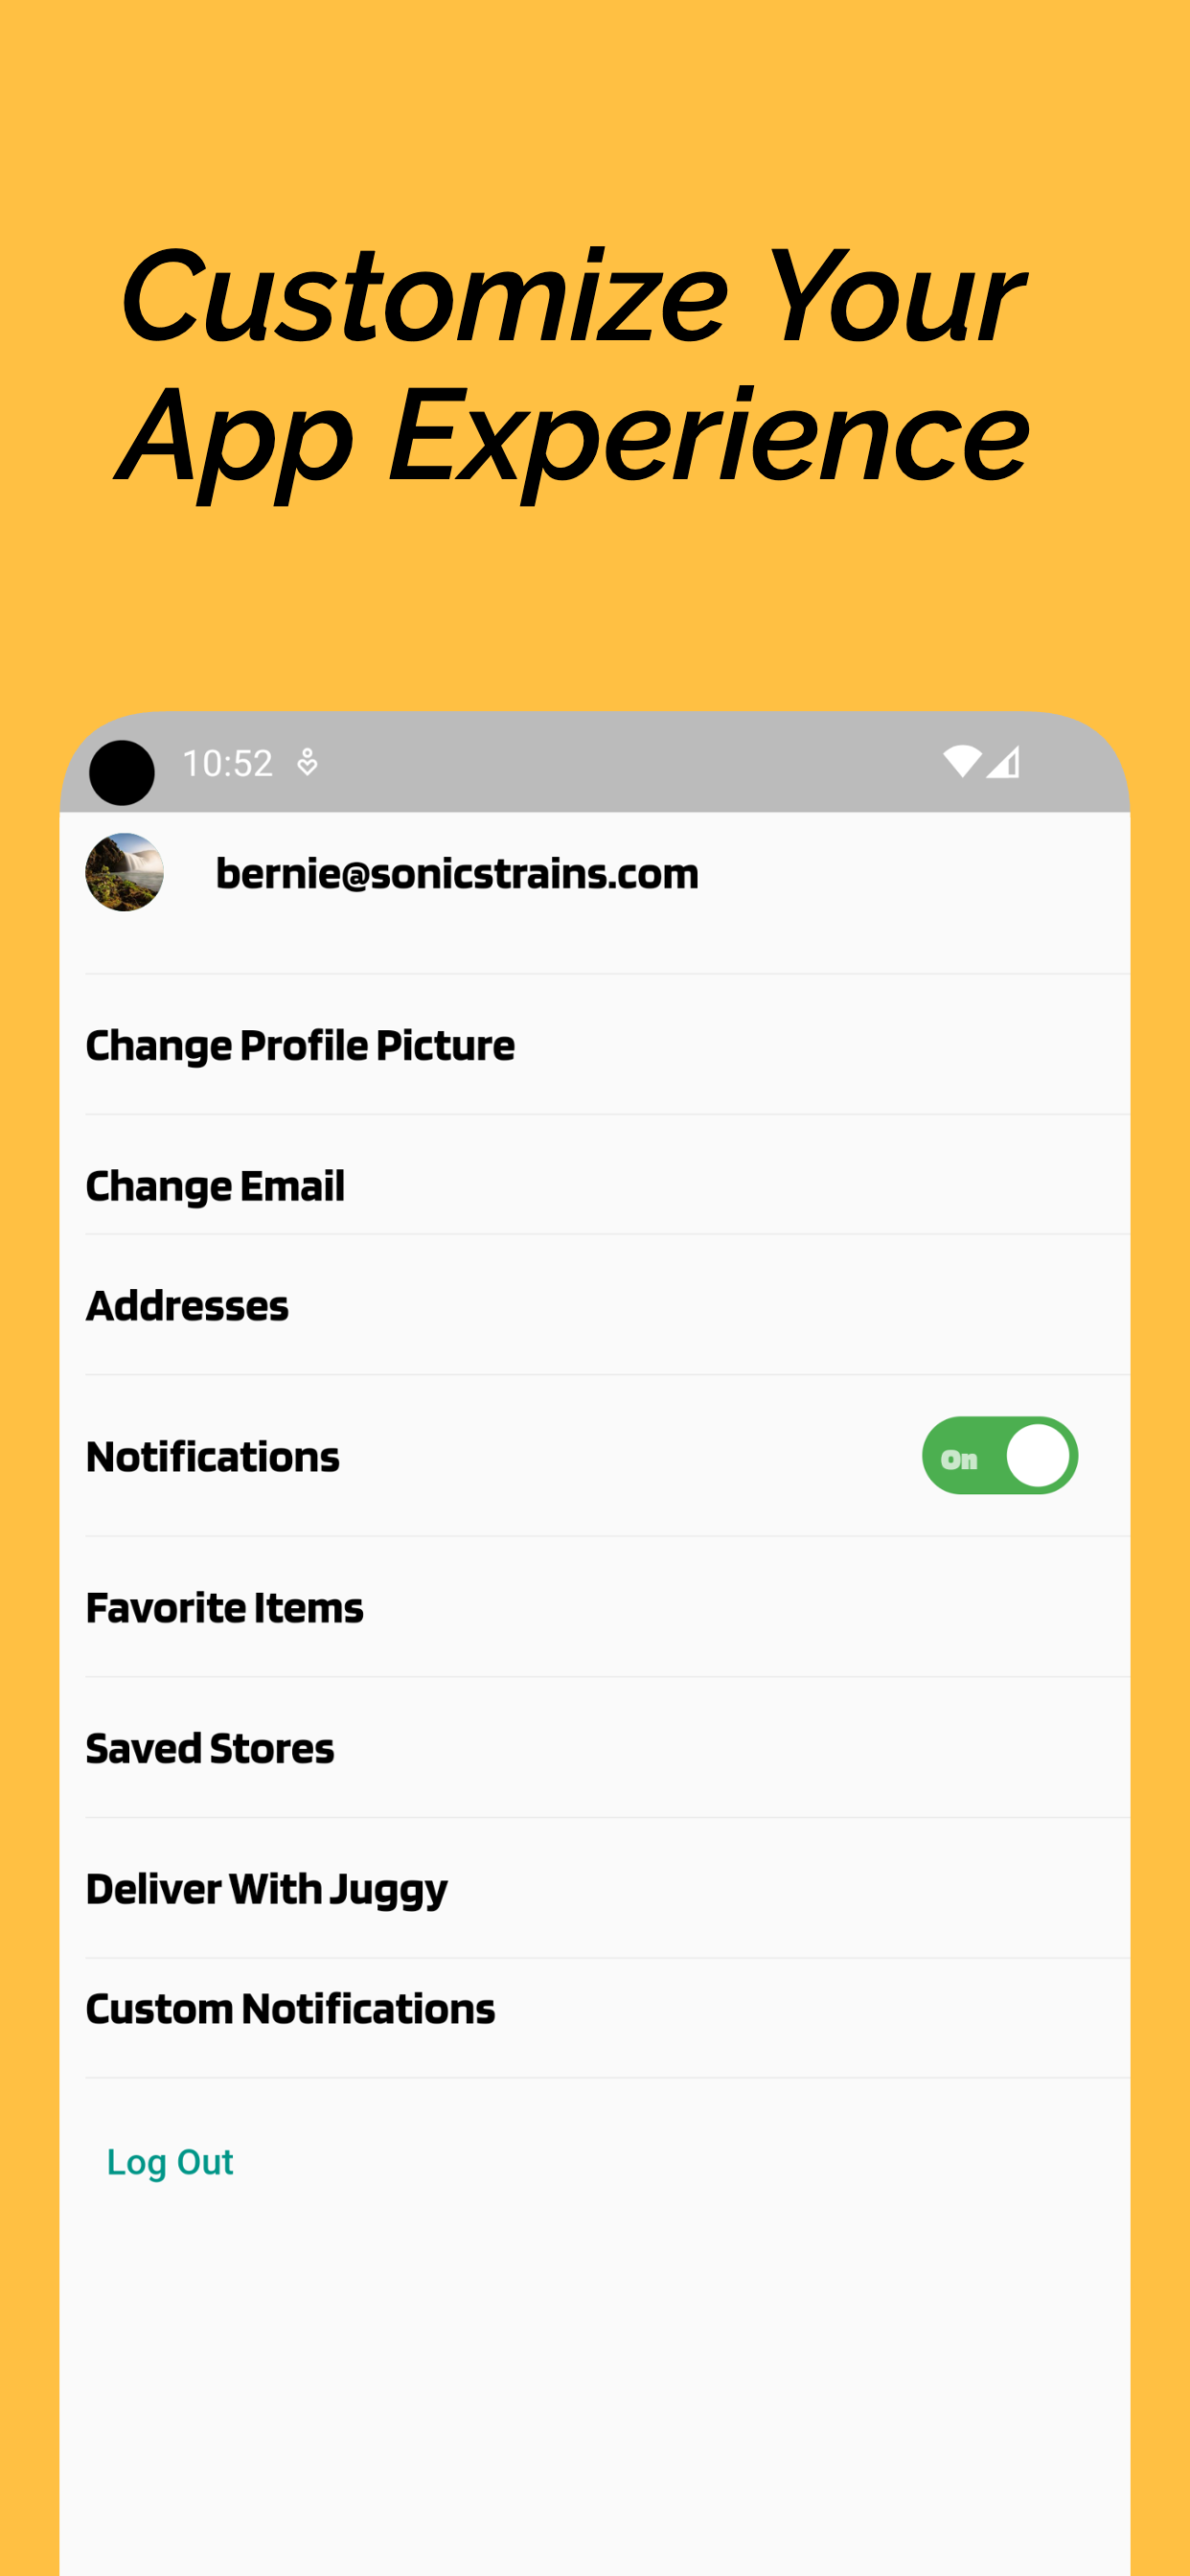 Customize Your
App Experience
10:52
bernie@sonicstrains.com
Change Profile Picture
Change Email
Addresses
Notifications
On
Favorite Items
Saved Stores
Deliver With Juggy
Custom Notifications
Log Out